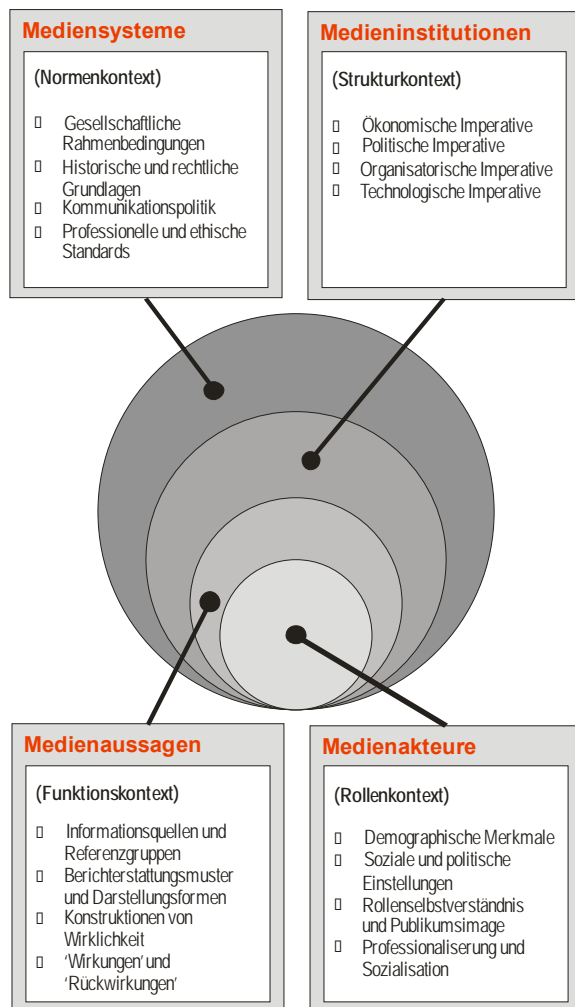 Mediensysteme
(Normenkontext)
▯ Gesellschaftliche
Rahmenbedingungen
▯ Historische und rechtliche
Grundlagen
▯ Kommunikationspolitik
▯ Professionelle und ethische
Standards
Medieninstitutionen
(Strukturkontext)
▯ Ökonomische Imperative
▯ Politische Imperative
▯ Organisatorische Imperative
▯ Technologische Imperative
Medienaussagen
(Funktionskontext)
▯ Informationsquellen und
Referenzgruppen
▯ Berichterstattungsmuster
und Darstellungsformen
▯ Konstruktionen von
Wirklichkeit
▯ ‘Wirkungen’ und
‘Rückwirkungen’
Medienakteure
(Rollenkontext)
▯ Demographische Merkmale
▯ Soziale und politische
Einstellungen
▯ Rollenselbstverständnis
und Publikumsimage
▯ Professionaliserung und
Sozialisation